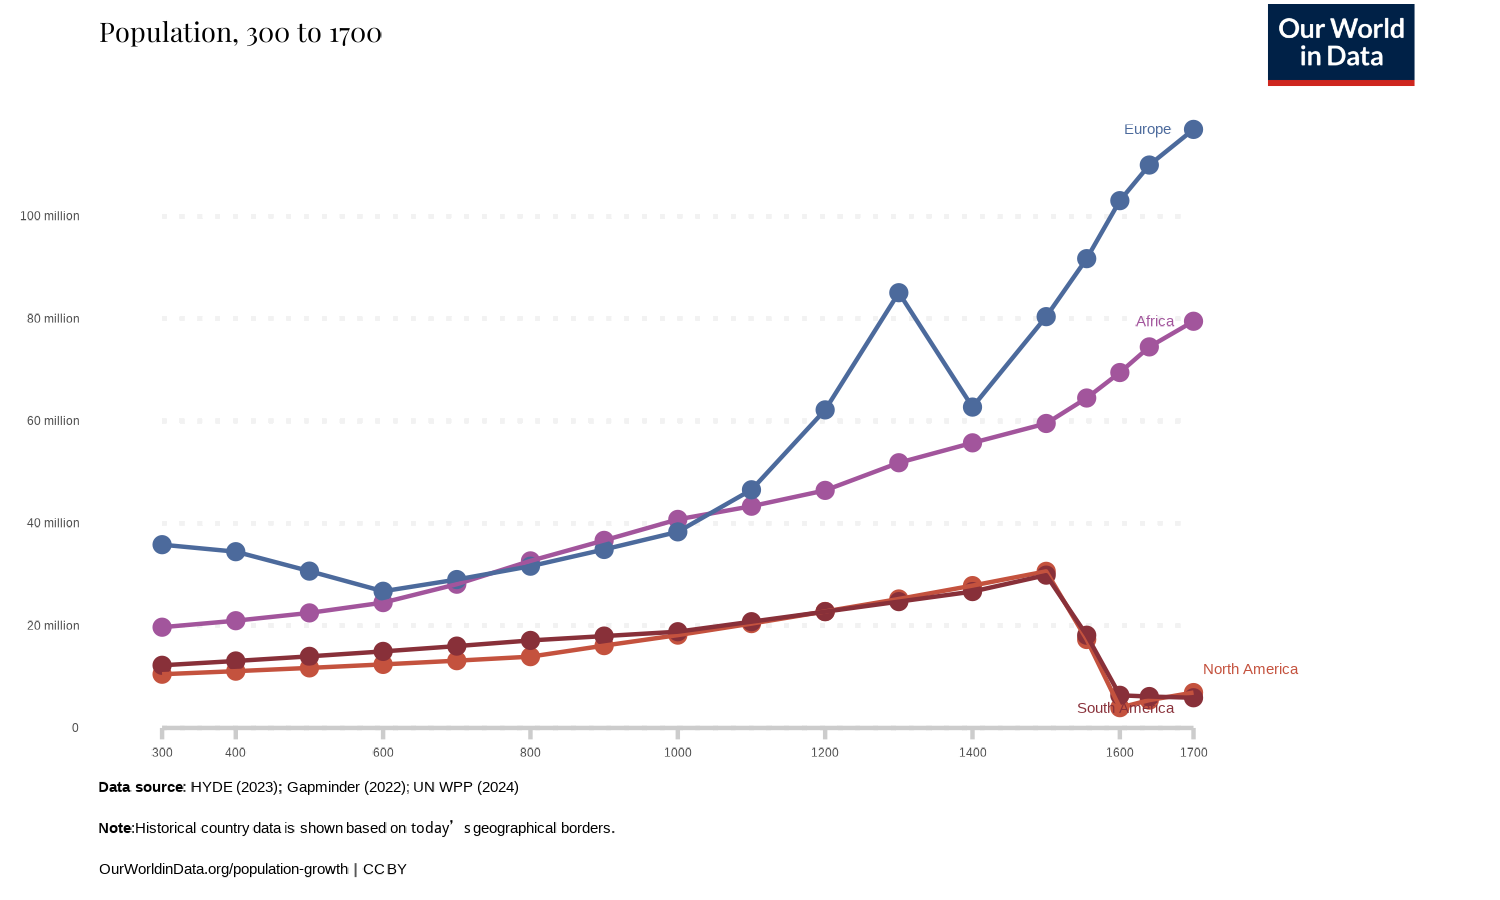 Population, 300 to 1700
Our World
in Data
Europe
100 million
80 million
Africa
60 million
40 million
20 million
North America
South America
0
300 400 600 800 1000 1200 1400 1600 1700
Data source: HYDE (2023); Gapminder (2022); UN WPP (2024)
Note:Historical country data is shown based on today’s geographical borders.
OurWorldinData.org/population-growth | CC BY